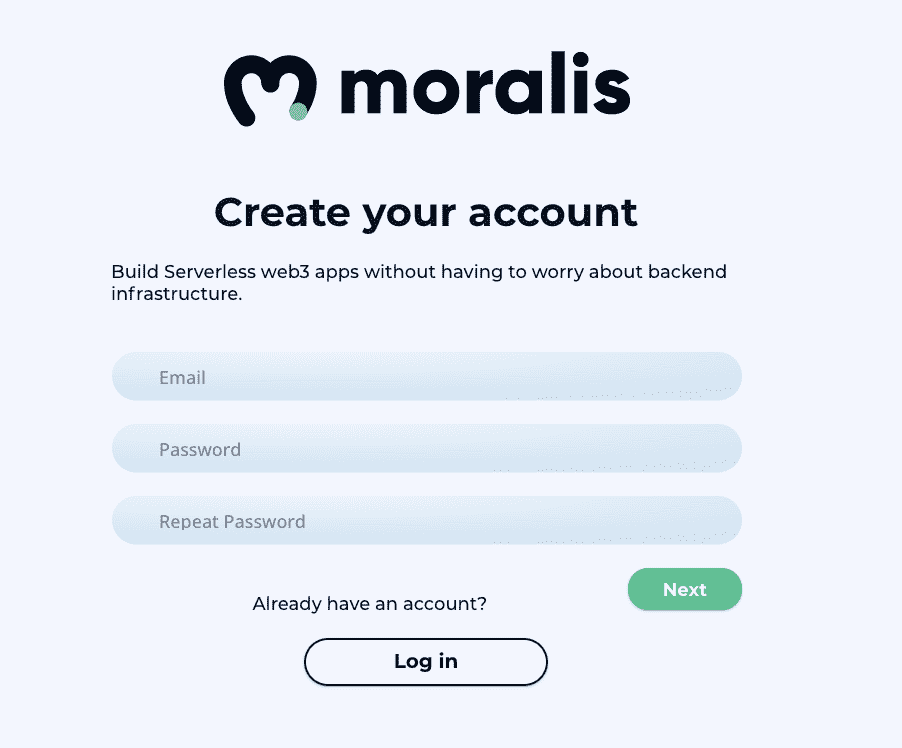 moralis
Create your account
Build Serverless web3 apps without having to worry about backend
infrastructure.
Email
Password
Repeat Password
Next
Already have an account?
Log in